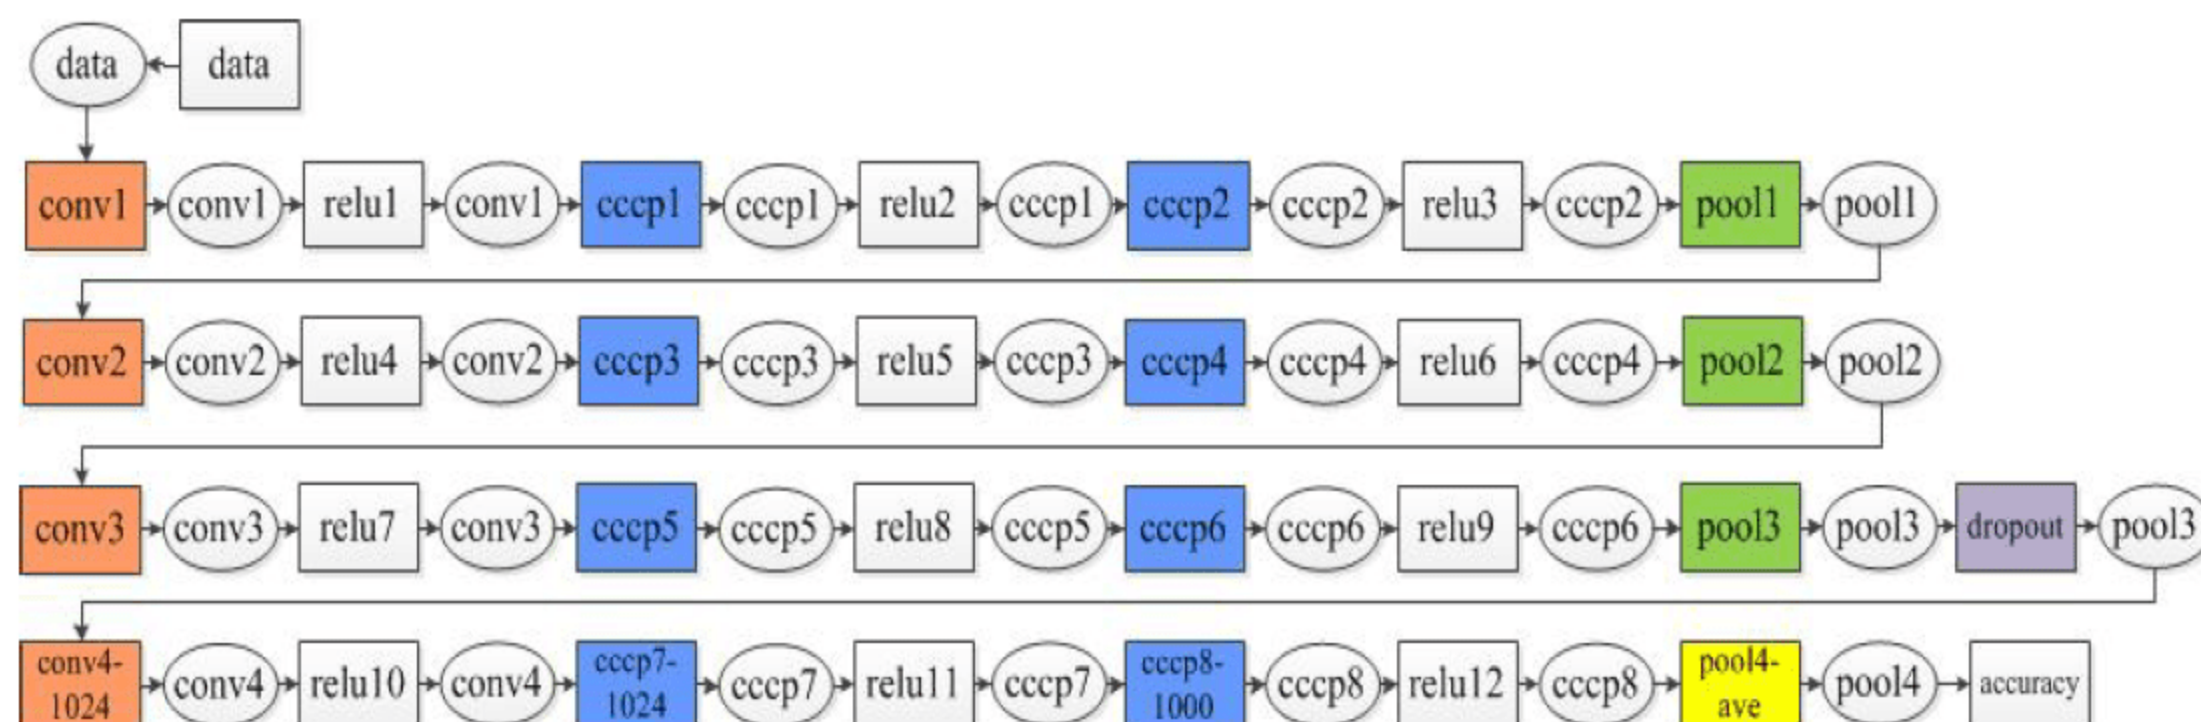 data data
conv1 conv1 relu1 conv1 cccp1 cccp1 relu2 cccp1 cccp2 cccp2 relu3 cccp2 pool1 pool1
conv2 conv2 relu4 conv2 cccp3 cccp3 relu5 cccp3 cccp4 cccp4 relu6 cccp4 pool2 pool2
conv3 conv3 relu7 conv3 cccp5 cccp5 relu8 cccp5 cccp6 cccp6 relu9 cccp6 pool3 pool3 dropout pool3
conv4-
1024
conv4 relu10 conv4
cccp7-
1024
cccp7 relu11 cccp7
cccp8-
1000
cccp8 relu12 cccp8
pool4-
ave
pool4 accuracy